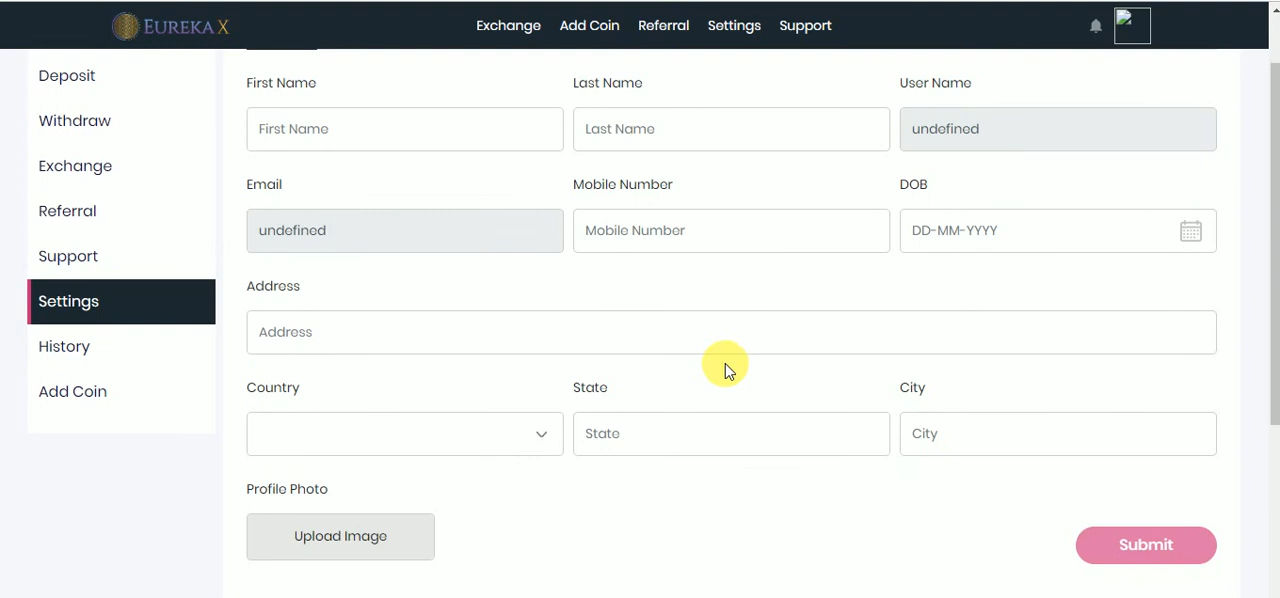 EUREKA X
Exchange Add Coin Referral Settings Support
Deposit
Withdraw
Exchange
Referral
Support
Settings
History
Add Coin
First Name Last Name User Name
First Name Last Name undefined
Email Mobile Number DOB
undefined Mobile Number DD-MM-YYYY
Address
Address
Country State City
State City
Profile Photo
Upload Image
Submit